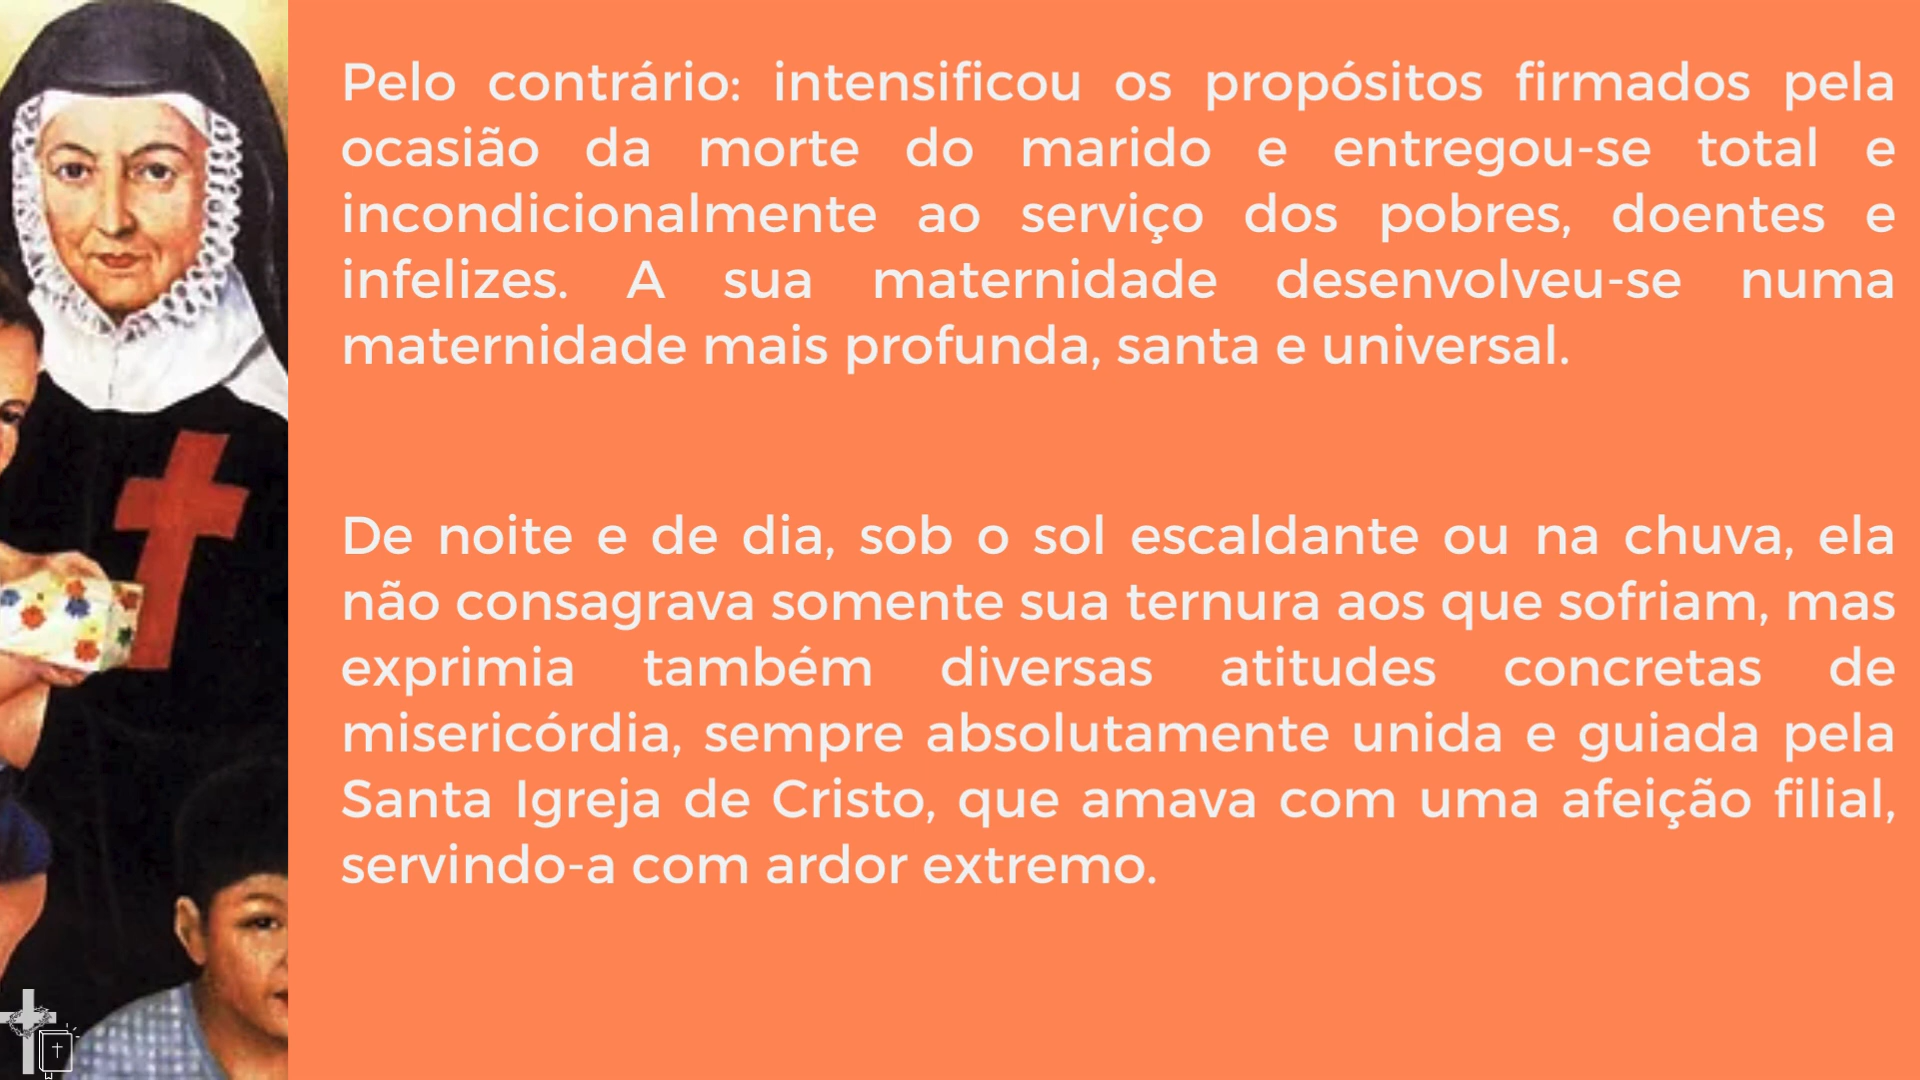 Pelo contrário: intensificou os propósitos firmados pela
ocasião da morte do marido e entregou-se total e
incondicionalmente ao serviço dos pobres, doentes e
infelizes. A sua maternidade desenvolveu-se numa
maternidade mais profunda, santa e universal.
De noite e de dia, sob o sol escaldante ou na chuva, ela
não consagrava somente sua ternura aos que sofriam, mas
exprimia também diversas atitudes concretas de
misericórdia, sempre absolutamente unida e guiada pela
Santa Igreja de Cristo, que amava com uma afeição filial,
servindo-a com ardor extremo.